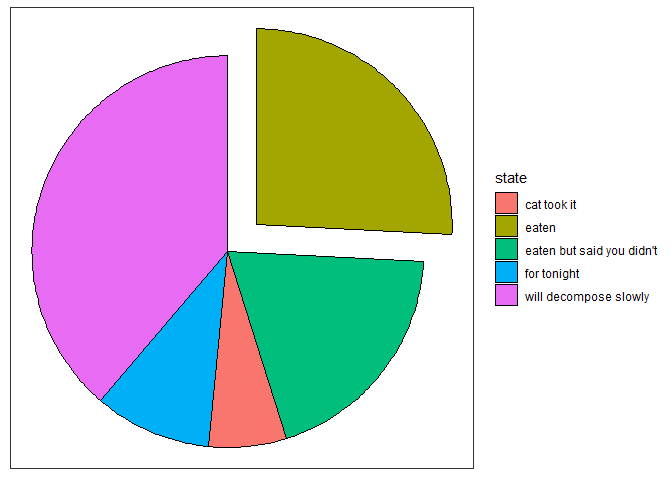 state
cat took it
eaten
eaten but said you didn't
for tonight
will decompose slowly